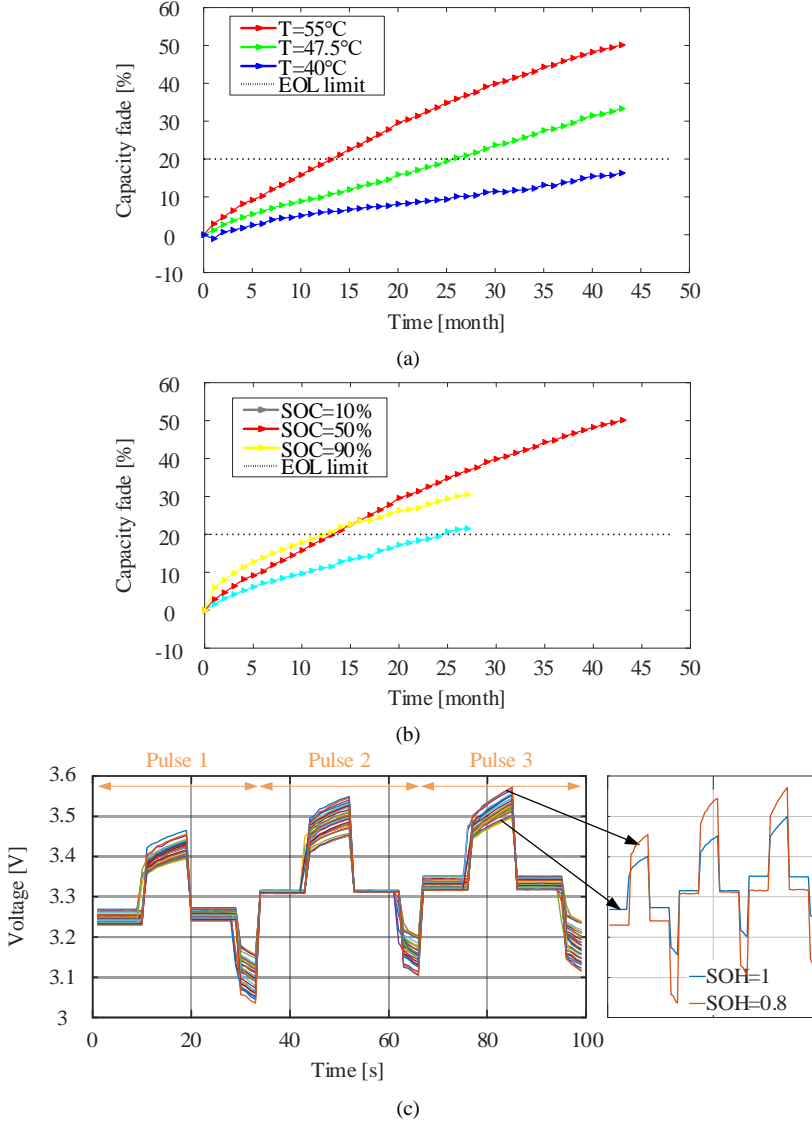 60
50
40
30
20
10
0
-10
Capacity fade [%]
T=55°C
T=47.5°C
T=40°C
EOL limit
0 5 10 15 20 25 30 35 40 45 50
Time [month]
(a)
60
50
40
30
20
10
0
-10
Capacity fade [%]
SOC=10%
SOC=50%
SOC=90%
EOL limit
0 5 10 15 20 25 30 35 40 45 50
Time [month]
(b)
Pulse 1 Pulse 2 Pulse 3
3.6
3.5
3.4
3.3
3.2
3.1
3
Voltage [V]
SOH=1
SOH=0.8
0 20 40 60 80 100
Time [s]
(c)